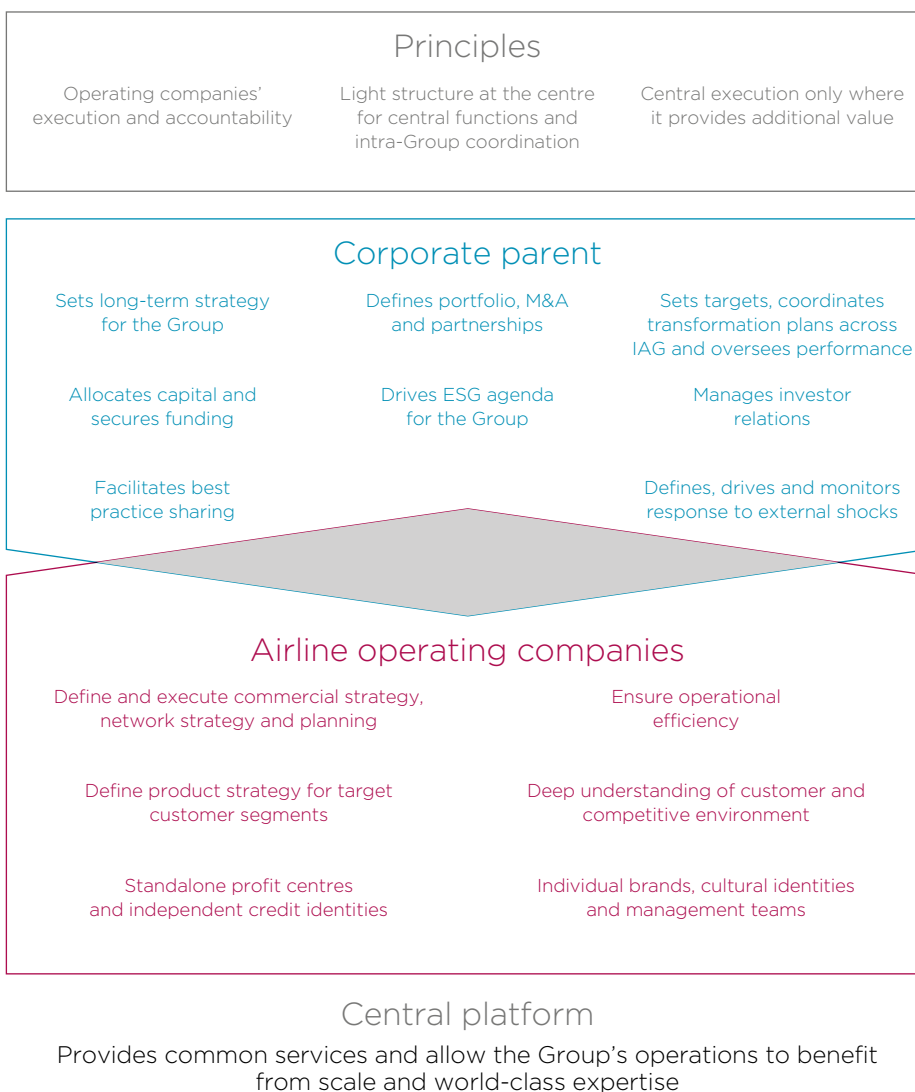 Principles
Operating companies’
execution and accountability
Light structure at the centre
for central functions and
intra-Group coordination
Central execution only where
it provides additional value
Corporate parent
Sets long-term strategy
for the Group
Defines portfolio, M&A
and partnerships
Sets targets, coordinates
transformation plans across
IAG and oversees performance
Allocates capital and
secures funding
Drives ESG agenda
for the Group
Manages investor
relations
Facilitates best
practice sharing
Defines, drives and monitors
response to external shocks
Airline operating companies
Define and execute commercial strategy,
network strategy and planning
Ensure operational
efficiency
Define product strategy for target
customer segments
Deep understanding of customer and
competitive environment
Standalone profit centres
and independent credit identities
Individual brands, cultural identities
and management teams
Central platform
Provides common services and allow the Group’s operations to benefit
from scale and world-class expertise